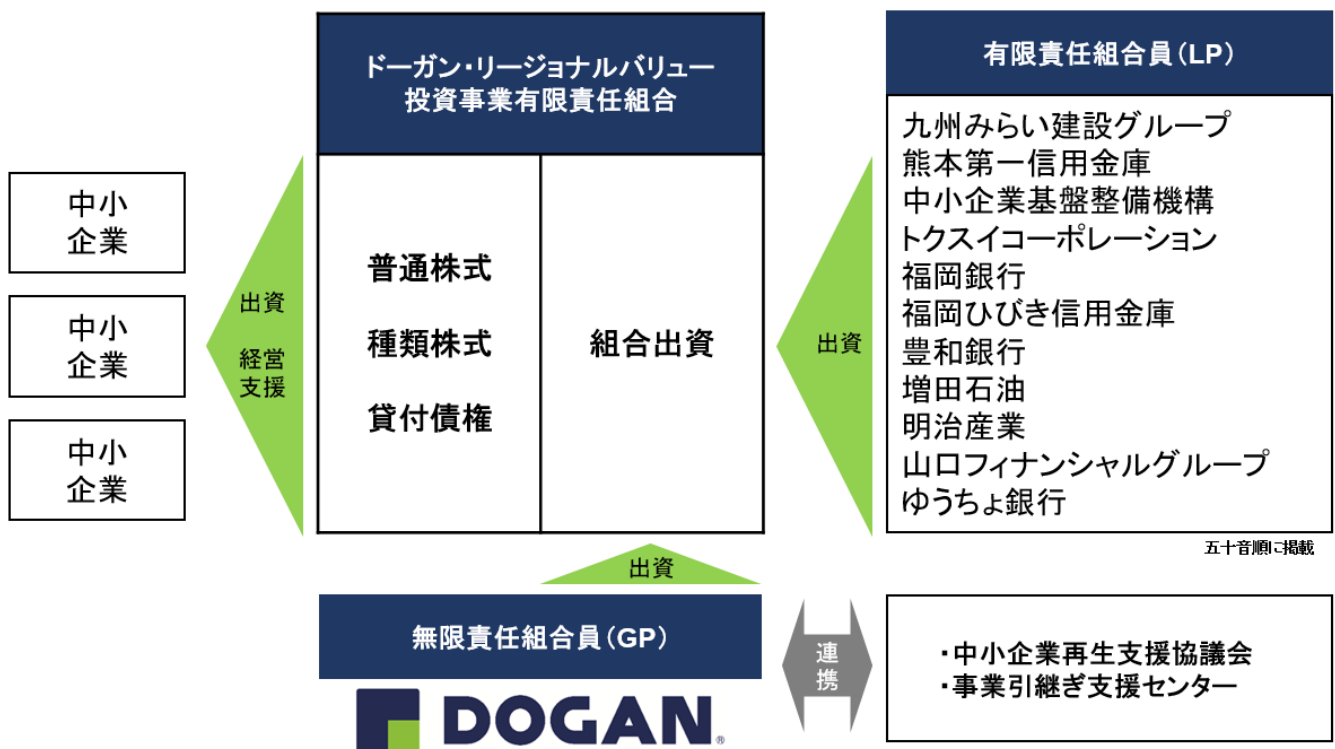 ドーガン・リージョナルバリュー
投資事業有限責任組合
有限責任組合員(LP)
九州みらい建設グループ
熊本第一信用金庫
中小企業基盤整備機構
トクスイコーポレーション
福岡銀行
福岡ひびき信用金庫
豊和銀行
増田石油
明治産業
山口フィナンシャルグループ
ゆうちょ銀行
五十音順に掲載
中小
企業
中小
企業
中小
企業
出資
経営
支援
普通株式
種類株式
貸付債権
組合出資
出資
出資
無限責任組合員(GP)
DOGAN®
連
携
・中小企業再生支援協議会
・事業引継ぎ支援センター